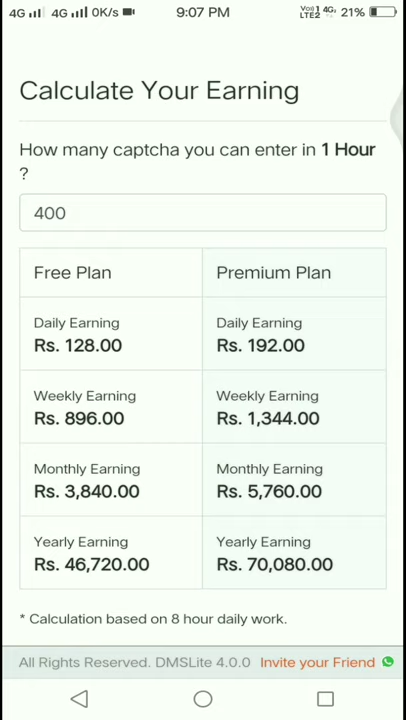 4G 4G 0K/s 9:07 PM Vo 1 LTE2 4G 21%
Calculate Your Earning
How many captcha you can enter in 1 Hour
?
400
Free Plan Premium Plan
Daily Earning Daily Earning
Rs. 128.00 Rs. 192.00
Weekly Earning Weekly Earning
Rs. 896.00 Rs. 1,344.00
Monthly Earning Monthly Earning
Rs. 3,840.00 Rs. 5,760.00
Yearly Earning Yearly Earning
Rs. 46,720.00 Rs. 70,080.00
* Calculation based on 8 hour daily work.
All Rights Reserved. DMSLite 4.0.0 Invite your Friend